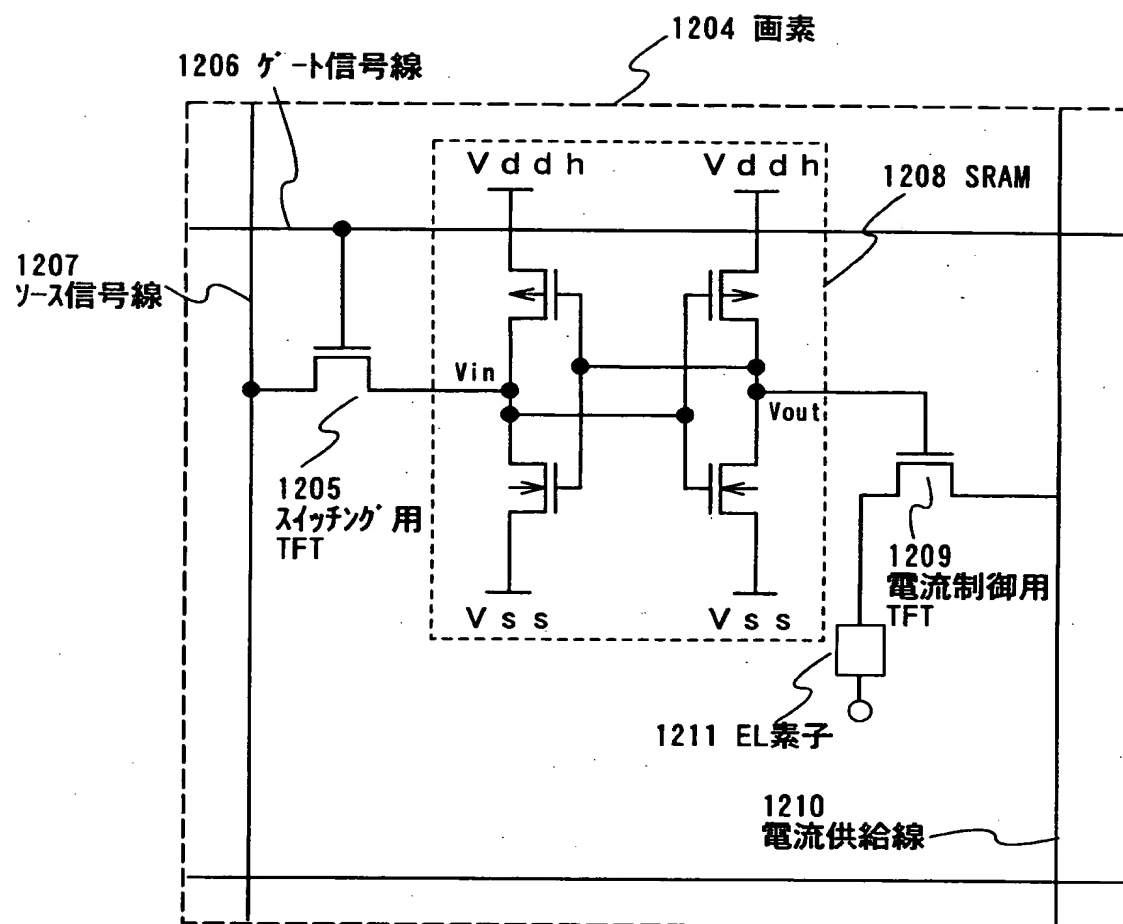 1204 画素
1206 ゲート信号線
Vddh
Vddh
1208 SRAM
1207
ソース信号線
Vin
Vout
1205
スイッチング用
TFT
1209
電流制御用
TFT
Vss
Vss
1211 EL素子
1210
電流供給線